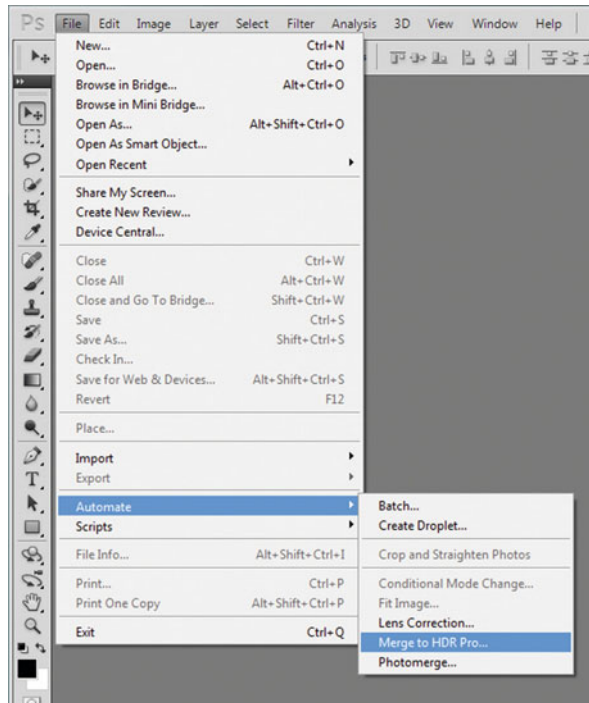 PS File Edit Image Layer Select Filter Analysis 3D View Window Help
New... Ctrl+N
Open... Ctrl+O
Browse in Bridge... Alt+Ctrl+O
Browse in Mini Bridge...
Open As... Alt+Shift+Ctrl+O
Open As Smart Object...
Open Recent
Share My Screen...
Create New Review...
Device Central...
Close Ctrl+W
Close All Alt+Ctrl+W
Close and Go To Bridge... Shift+Ctrl+W
Save Ctrl+S
Save As... Shift+Ctrl+S
Check In...
Save for Web & Devices... Alt+Shift+Ctrl+S
Revert F12
Place...
Import
Export
Automate
Scripts
File Info... Alt+Shift+Ctrl+I
Print... Ctrl+P
Print One Copy Alt+Shift+Ctrl+P
Exit Ctrl+Q
Batch...
Create Droplet...
Crop and Straighten Photos
Conditional Mode Change...
Fit Image...
Lens Correction...
Merge to HDR Pro...
Photomerge...